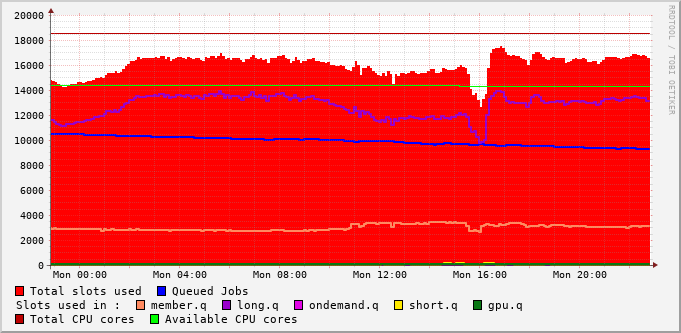 20000
18000
16000
14000
12000
10000
8000
6000
4000
2000
0
Mon 00:00 Mon 04:00 Mon 08:00 Mon 12:00 Mon 16:00 Mon 20:00
RRDTOOL / TOBI OETIKER
Total slots used Queued Jobs
Slots used in : member.q long.q ondemand.q short.q gpu.q
Total CPU cores Available CPU cores